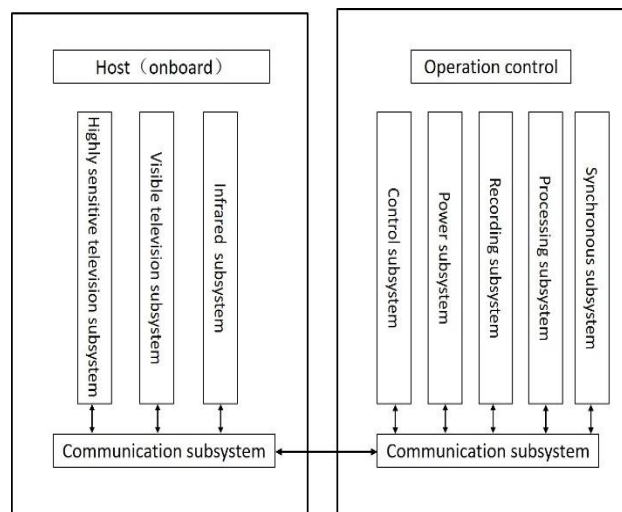 Host（onboard）
Highly sensitive television subsystem
Visible television subsystem
Infrared subsystem
Communication subsystem
Operation control
Control subsystem
Power subsystem
Recording subsystem
Processing subsystem
Synchronous subsystem
Communication subsystem